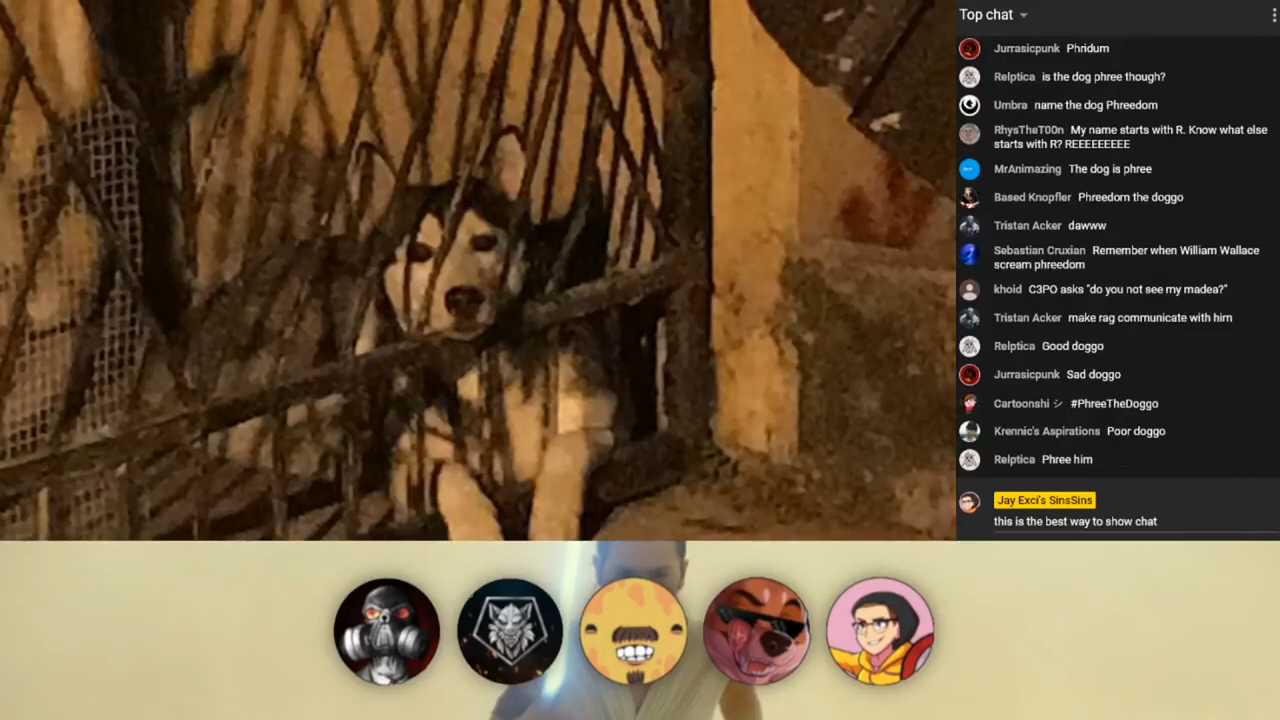 Top chat
Jurrasicpunk Phridum
Relptica is the dog phree though?
Umbra name the dog Phreedom
RhysTheT00n My name starts with R. Know what else
starts with R? REEEEEEEEE
MrAnimazing The dog is phree
Based Knopfler Phreedom the doggo
Tristan Acker dawww
Sebastian Cruxian Remember when William Wallace
scream phreedom
khoid C3PO asks "do you not see my madea?"
Tristan Acker make rag communicate with him
Relptica Good doggo
Jurrasicpunk Sad doggo
Cartoonshi シ #PhreeTheDoggo
Krennic's Aspirations Poor doggo
Relptica Phree him
Jay Exci's SinsSins
this is the best way to show chat